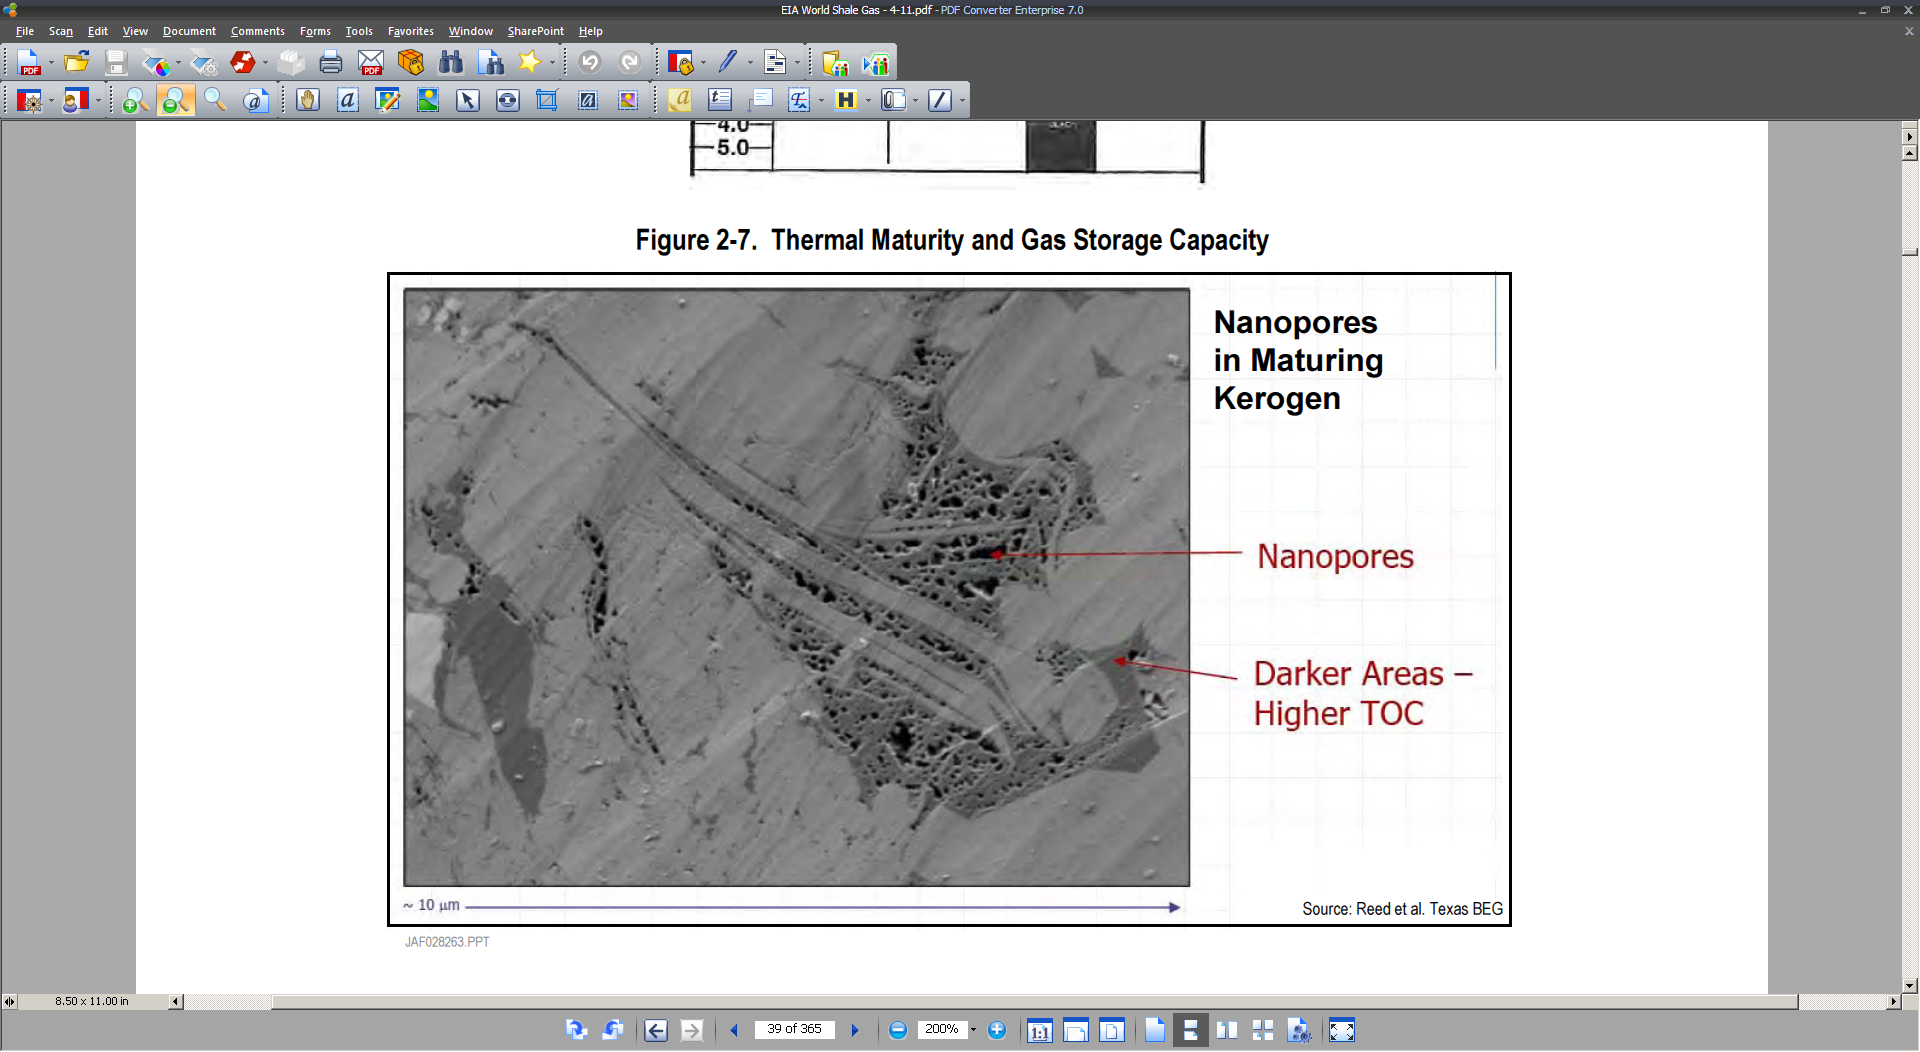 EIA World Shale Gas - 4-11.pdf - PDF Converter Enterprise 7.0
File Scan Edit View Document Comments Forms Tools Favorites Window SharePoint Help
4.0
5.0
Figure 2-7. Thermal Maturity and Gas Storage Capacity
Nanopores
in Maturing
Kerogen
Nanopores
Darker Areas –
Higher TOC
~ 10 µm
Source: Reed et al. Texas BEG
JAF028263.PPT
8.50 x 11.00 in
39 of 365
200%
1:1